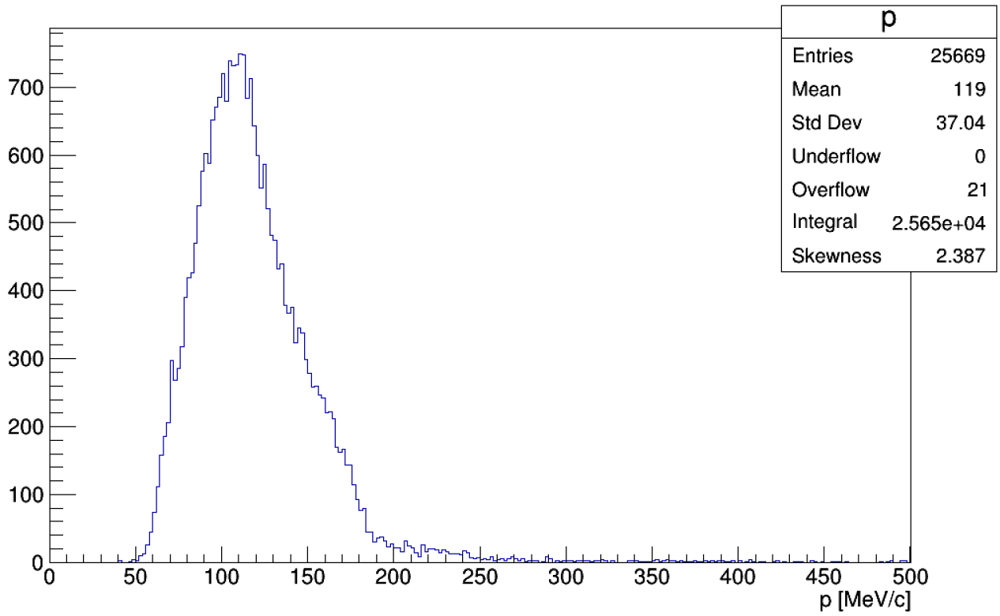 p
Entries 25669
Mean 119
Std Dev 37.04
Underflow 0
Overflow 21
Integral 2.565e+04
Skewness 2.387
700
600
500
400
300
200
100
0
0 50 100 150 200 250 300 350 400 450 500
p [MeV/c]